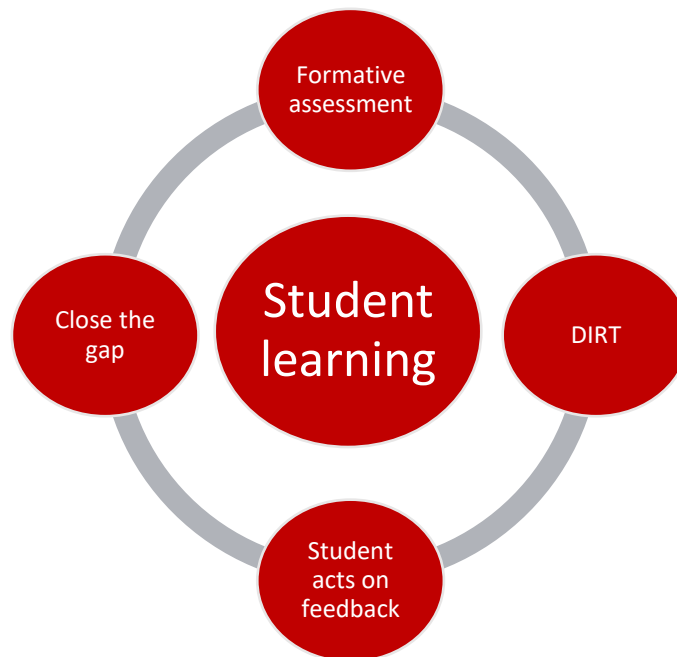 Formative
assessment
Student
learning
Close the
gap
DIRT
Student
acts on
feedback